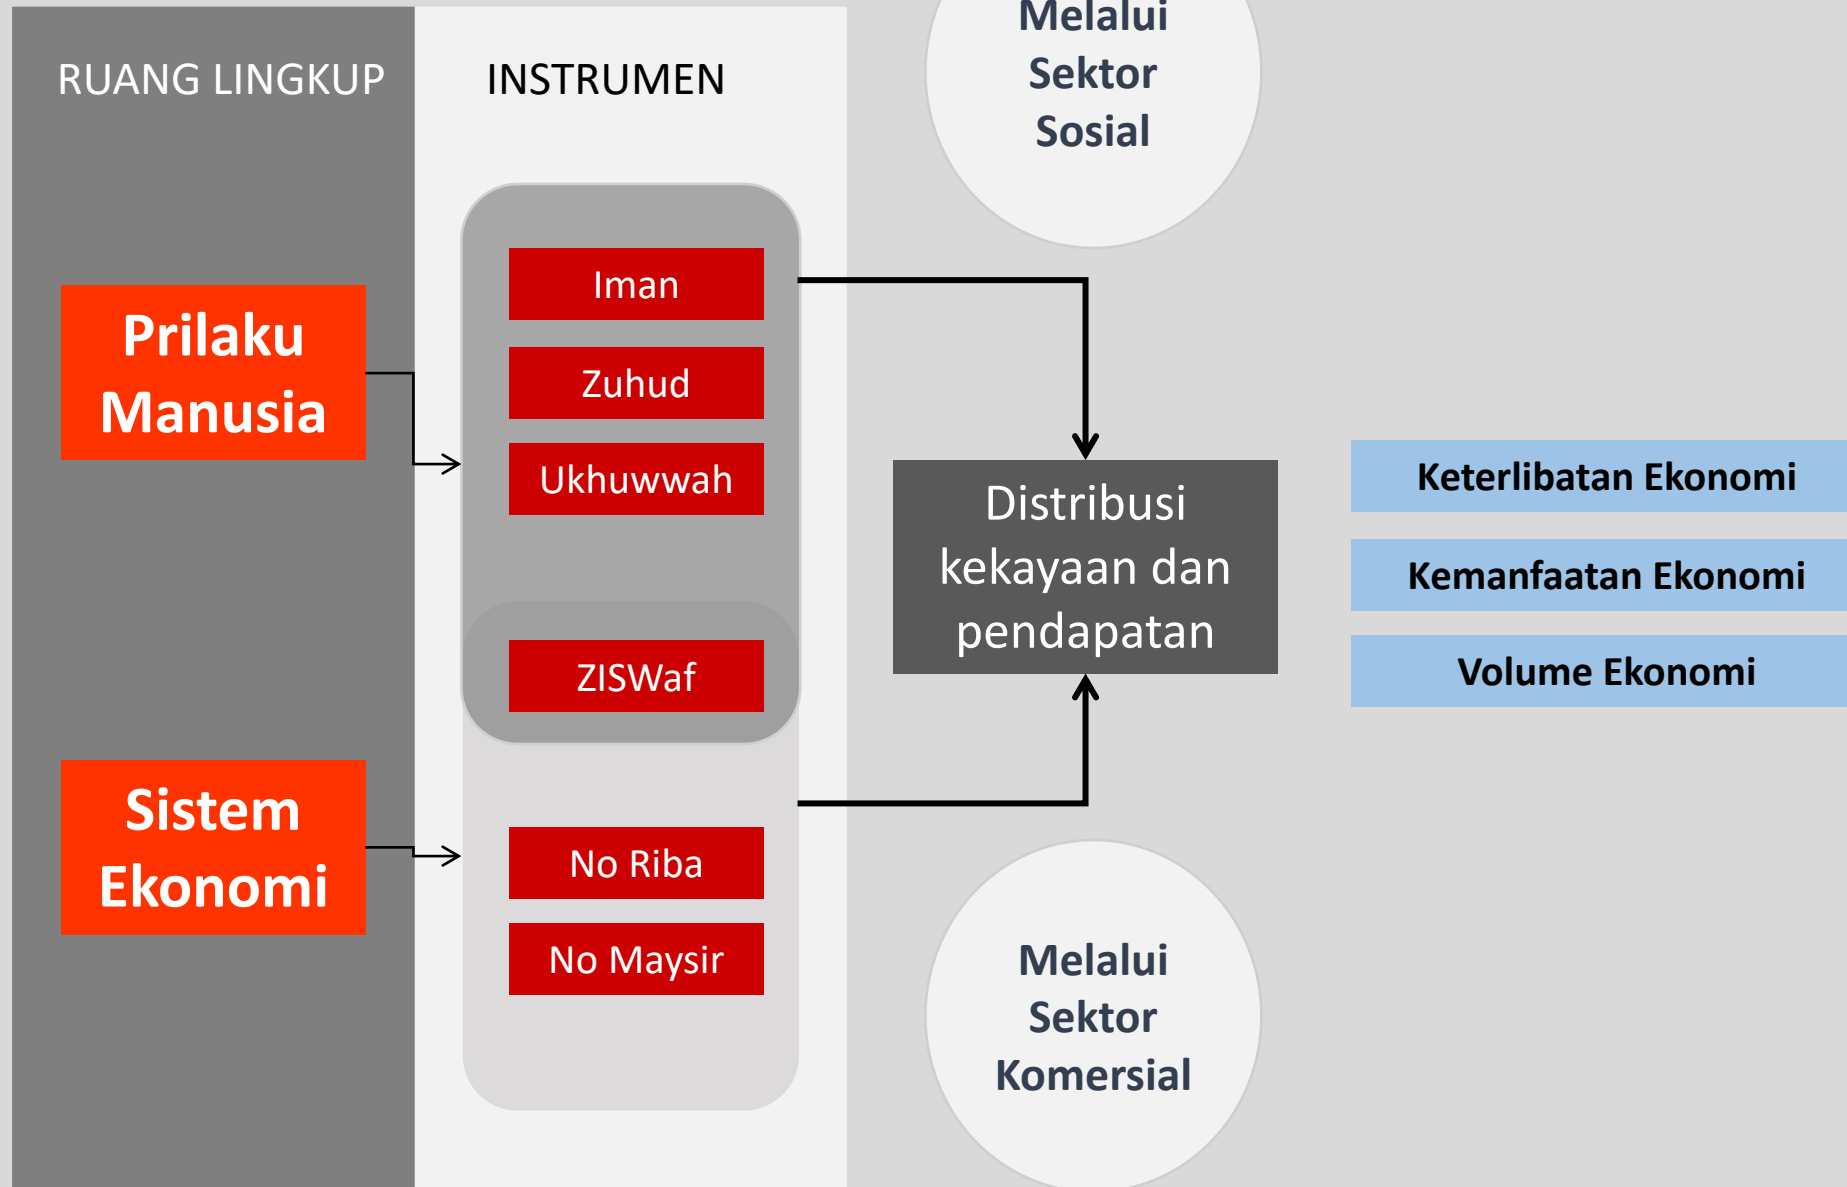 RUANG LINGKUP
INSTRUMEN
Prilaku
Manusia
Sistem
Ekonomi
Iman
Zuhud
Ukhuwwah
ZISWaf
No Riba
No Maysir
Melalui
Sektor
Sosial
Distribusi
kekayaan dan
pendapatan
Melalui
Sektor
Komersial
Keterlibatan Ekonomi
Kemanfaatan Ekonomi
Volume Ekonomi